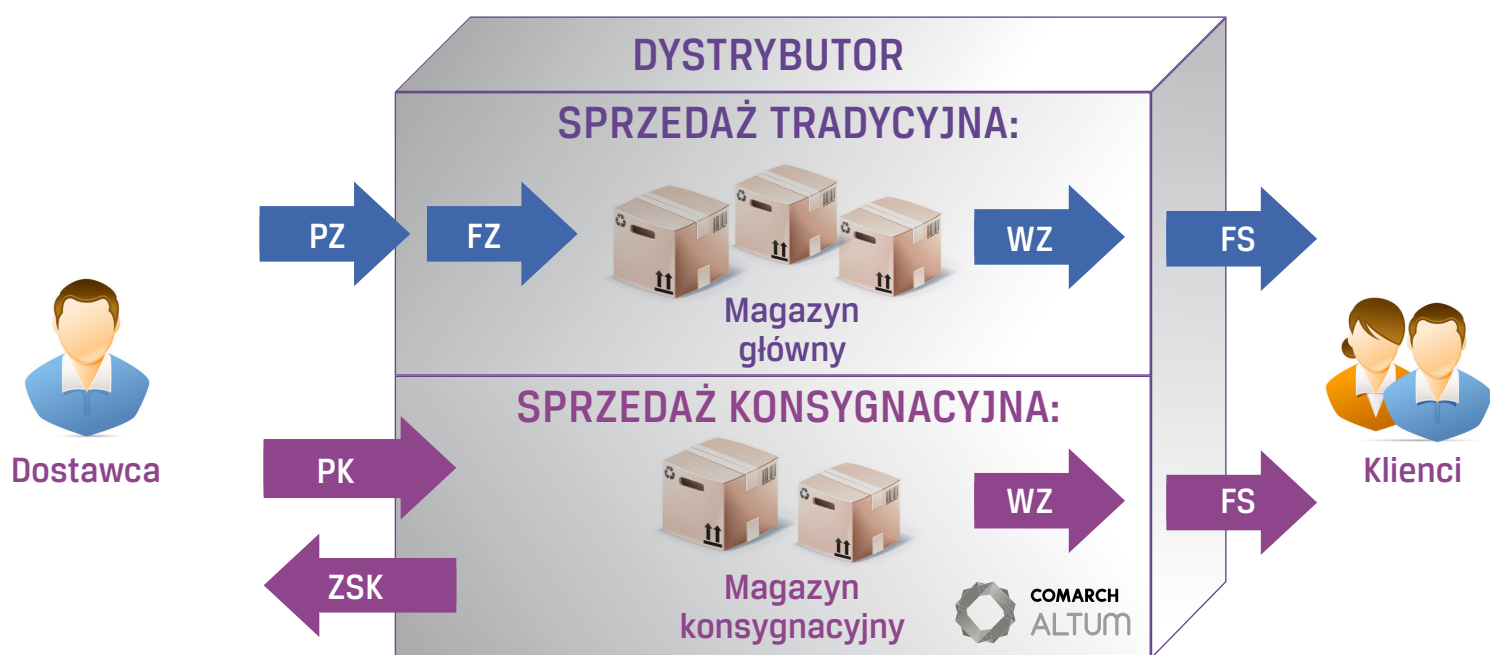 DYSTRYBUTOR
SPRZEDAŻ TRADYCYJNA:
PZ
FZ
WZ
FS
Magazyn
główny
Dostawca
SPRZEDAŻ KONSYGNACYJNA:
PK
WZ
FS
Klienci
ZSK
Magazyn
konsygnacyjny
COMARCH
ALTUM